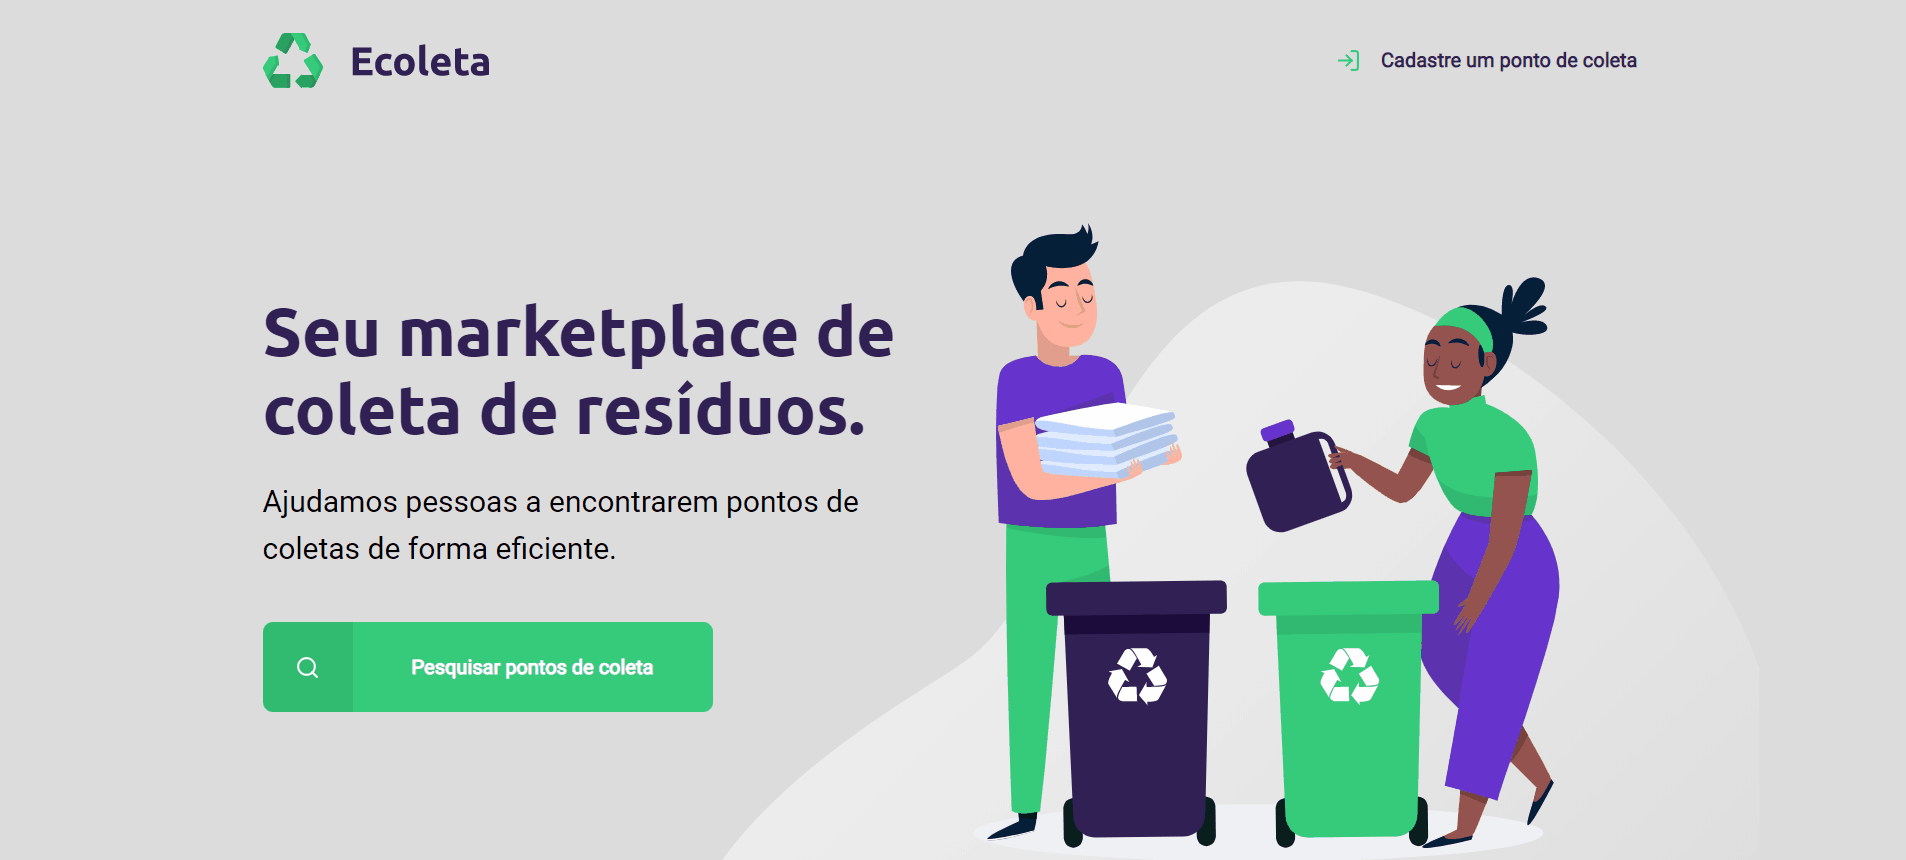 Ecoleta
Cadastre um ponto de coleta
Seu marketplace de
coleta de resíduos.
Ajudamos pessoas a encontrarem pontos de
coletas de forma eficiente.
Pesquisar pontos de coleta